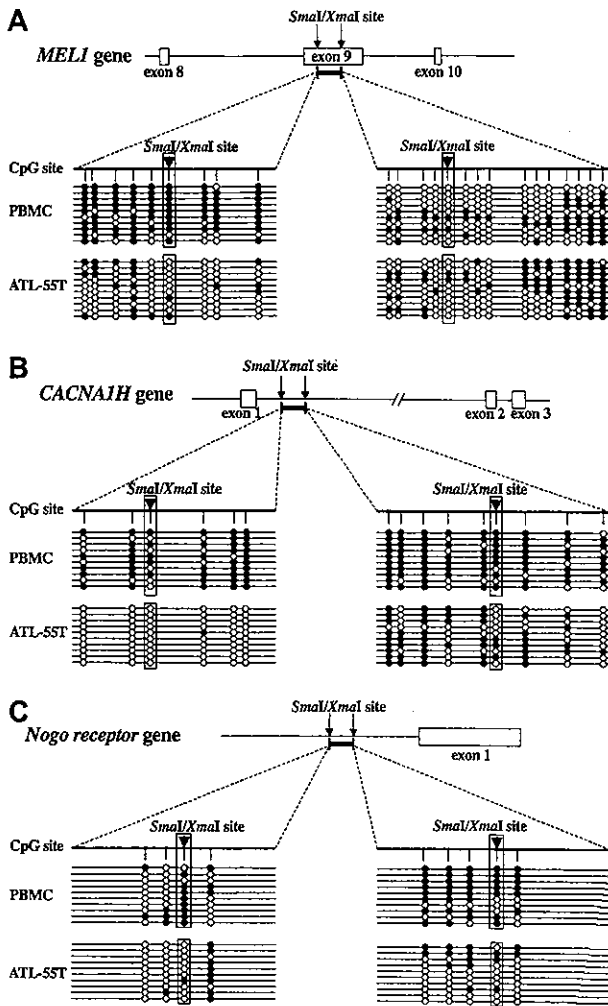 A
SmaI/XmaI site
MEL1 gene
exon 8
exon 9
exon 10
SmaI/XmaI site
SmaI/XmaI site
CpG site
PBMC
ATL-55T
B
SmaI/XmaI site
CACNA1H gene
exon 1
exon 2
exon 3
SmaI/XmaI site
SmaI/XmaI site
CpG site
PBMC
ATL-55T
C
SmaI/XmaI site
Nogo receptor gene
exon 1
SmaI/XmaI site
SmaI/XmaI site
CpG site
PBMC
ATL-55T